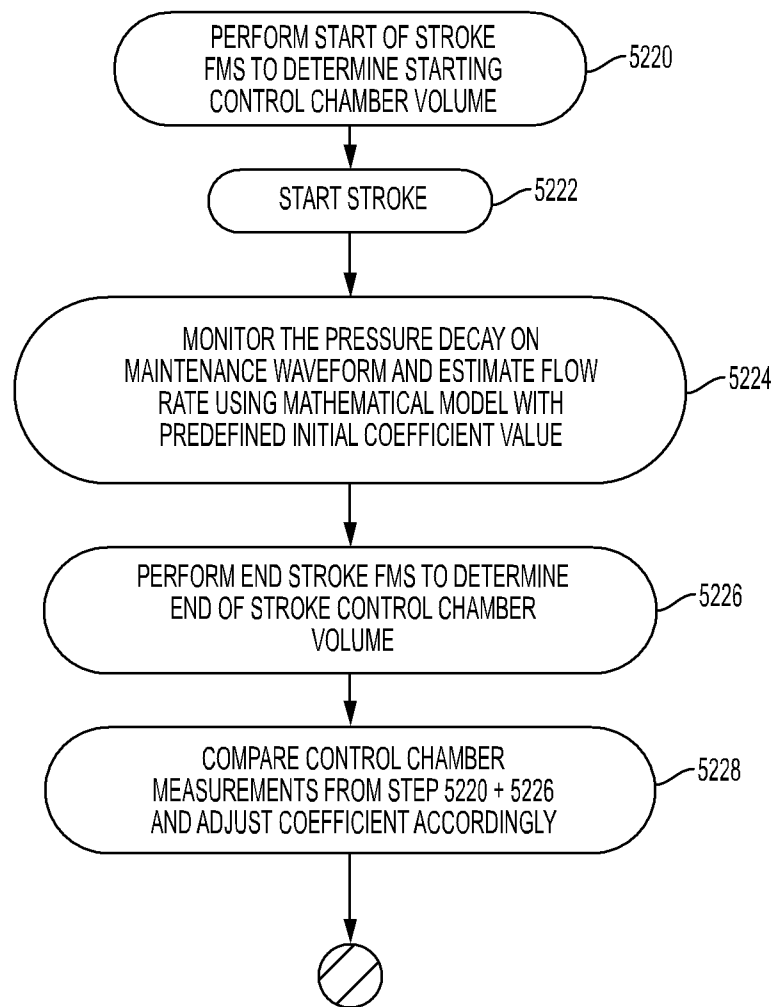 PERFORM START OF STROKE
FMS TO DETERMINE STARTING
CONTROL CHAMBER VOLUME
5220
START STROKE
5222
MONITOR THE PRESSURE DECAY ON
MAINTENANCE WAVEFORM AND ESTIMATE FLOW
RATE USING MATHEMATICAL MODEL WITH
PREDEFINED INITIAL COEFFICIENT VALUE
5224
PERFORM END STROKE FMS TO DETERMINE
END OF STROKE CONTROL CHAMBER
VOLUME
5226
COMPARE CONTROL CHAMBER
MEASUREMENTS FROM STEP 5220 + 5226
AND ADJUST COEFFICIENT ACCORDINGLY
5228